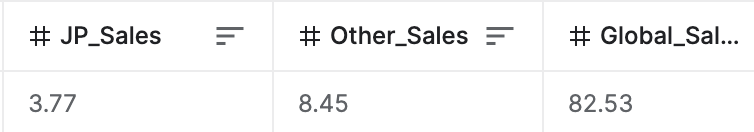 # JP_Sales # Other_Sales # Global_Sal...
3.77 8.45 82.53